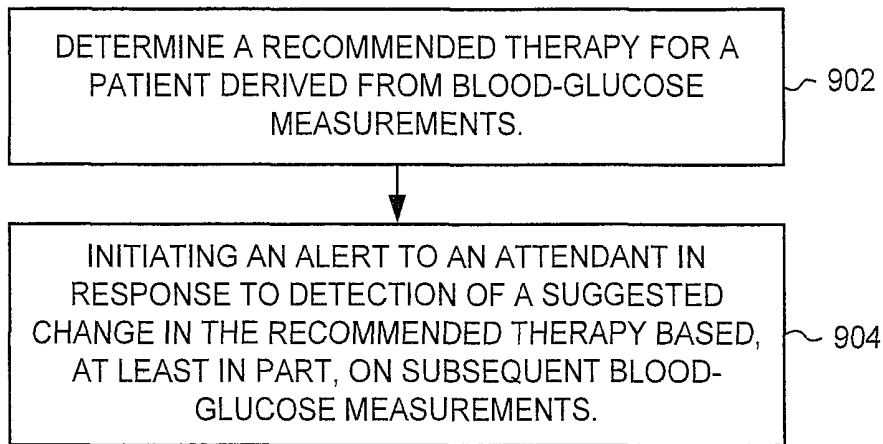 DETERMINE A RECOMMENDED THERAPY FOR A
PATIENT DERIVED FROM BLOOD-GLUCOSE
MEASUREMENTS.
902
INITIATING AN ALERT TO AN ATTENDANT IN
RESPONSE TO DETECTION OF A SUGGESTED
CHANGE IN THE RECOMMENDED THERAPY BASED,
AT LEAST IN PART, ON SUBSEQUENT BLOOD-
GLUCOSE MEASUREMENTS.
904